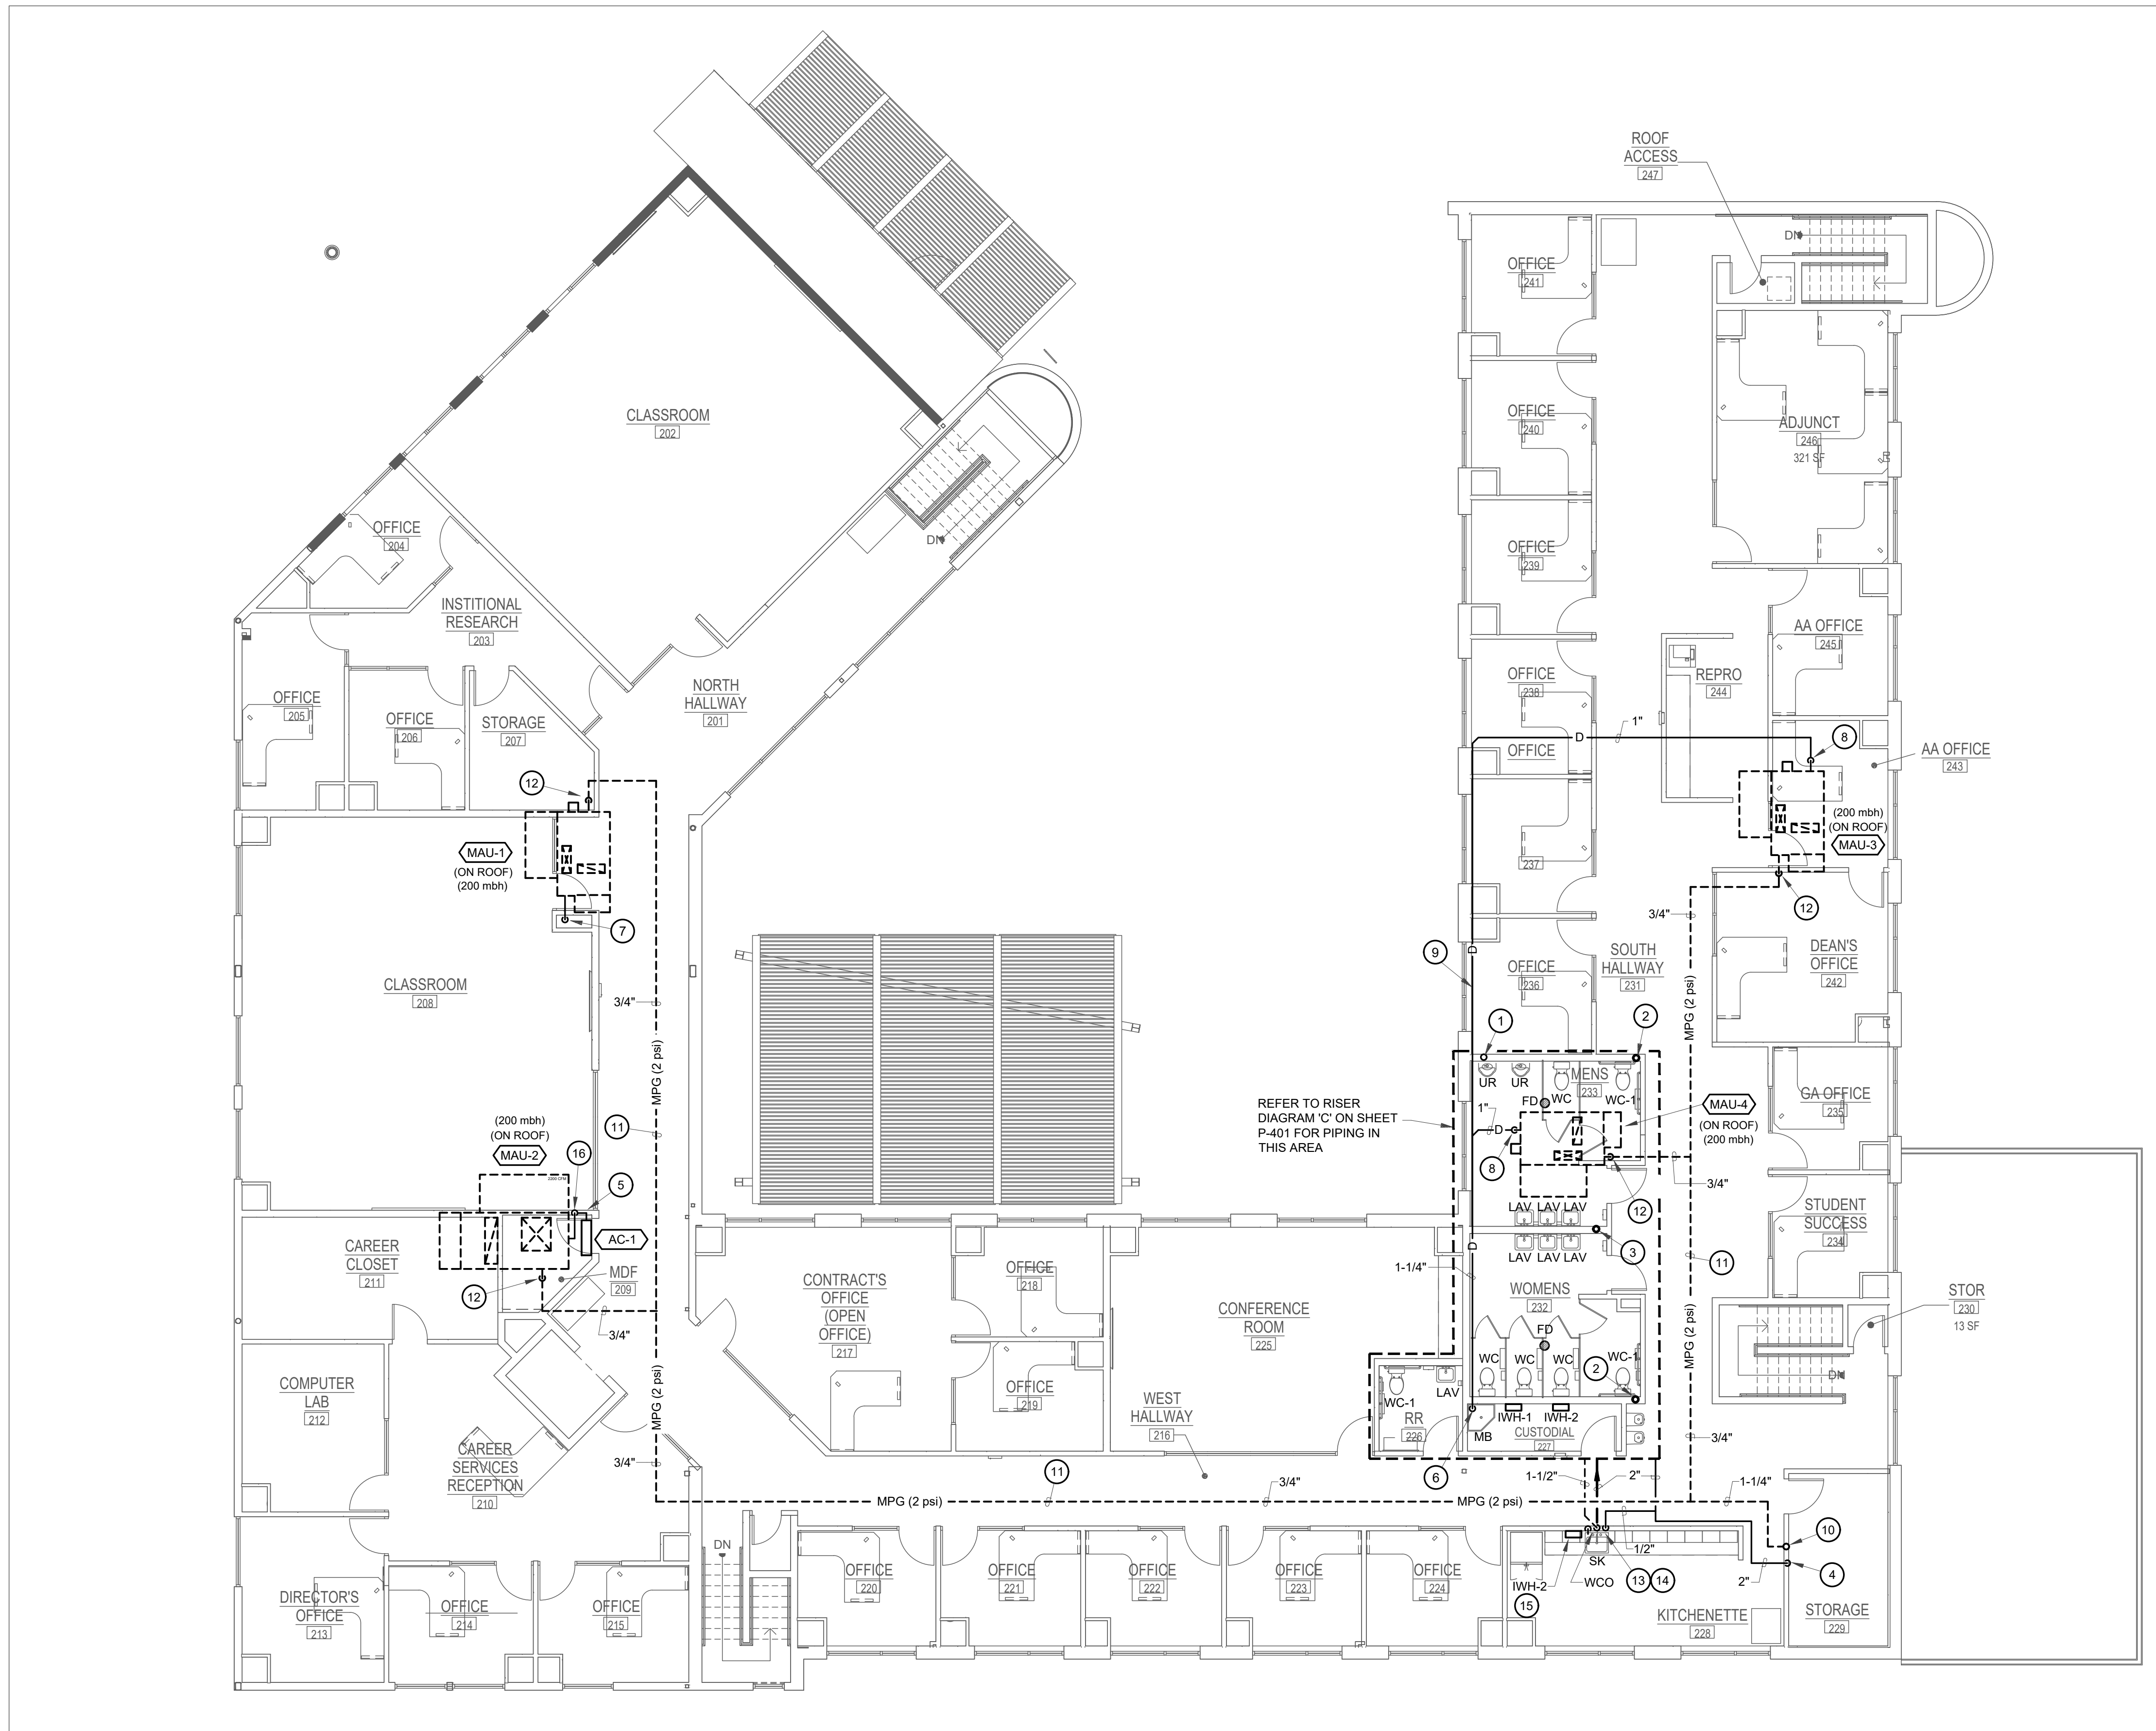 ROOF
ACCESS
247
DN
OFFICE
241
CLASSROOM
202
OFFICE
240
ADJUNCT
246
321 SF
OFFICE
204
DN
OFFICE
239
INSTITIONAL
RESEARCH
203
AA OFFICE
245
OFFICE
205
OFFICE
206
STORAGE
207
NORTH
HALLWAY
201
OFFICE
238
REPRO
244
1"
D
OFFICE
8
AA OFFICE
243
12
MAU-1
(ON ROOF)
(200 mbh)
237
(200 mbh)
(ON ROOF)
MAU-3
7
12
3/4"
9
D
SOUTH
HALLWAY
231
DEAN'S
OFFICE
242
OFFICE
236
CLASSROOM
208
3/4"
MPG (2 psi)
MPG (2 psi)
1
2
UR
UR
MENS
233
FD
WC
WC-1
GA OFFICE
235
REFER TO RISER
DIAGRAM 'C' ON SHEET
P-401 FOR PIPING IN
THIS AREA
1"
D
8
MAU-4
(ON ROOF)
(200 mbh)
11
(200 mbh)
(ON ROOF)
MAU-2
16
5
2200 CFM
3/4"
12
STUDENT
SUCCESS
234
LAV
LAV
LAV
AC-1
CAREER
CLOSET
211
MDF
209
12
3/4"
D
3
LAV
LAV
LAV
11
1-1/4"
CONTRACT'S
OFFICE
(OPEN
OFFICE)
217
OFFICE
218
CONFERENCE
ROOM
225
WOMENS
232
FD
STOR
230
13 SF
MPG (2 psi)
MPG (2 psi)
WC
WC
WC
WC-1
2
DN
COMPUTER
LAB
212
OFFICE
219
WEST
HALLWAY
216
WC-1
LAV
RR
226
MB
IWH-1
IWH-2
CUSTODIAL
227
3/4"
CAREER
SERVICES
RECEPTION
210
3/4"
11
3/4"
6
1-1/2"
2"
1-1/4"
MPG (2 psi)
MPG (2 psi)
10
DN
OFFICE
220
OFFICE
221
OFFICE
222
OFFICE
223
OFFICE
224
SK
1/2"
IWH-2
WCO
13
14
15
2"
4
DIRECTOR'S
OFFICE
213
OFFICE
214
OFFICE
215
KITCHENETTE
228
STORAGE
229